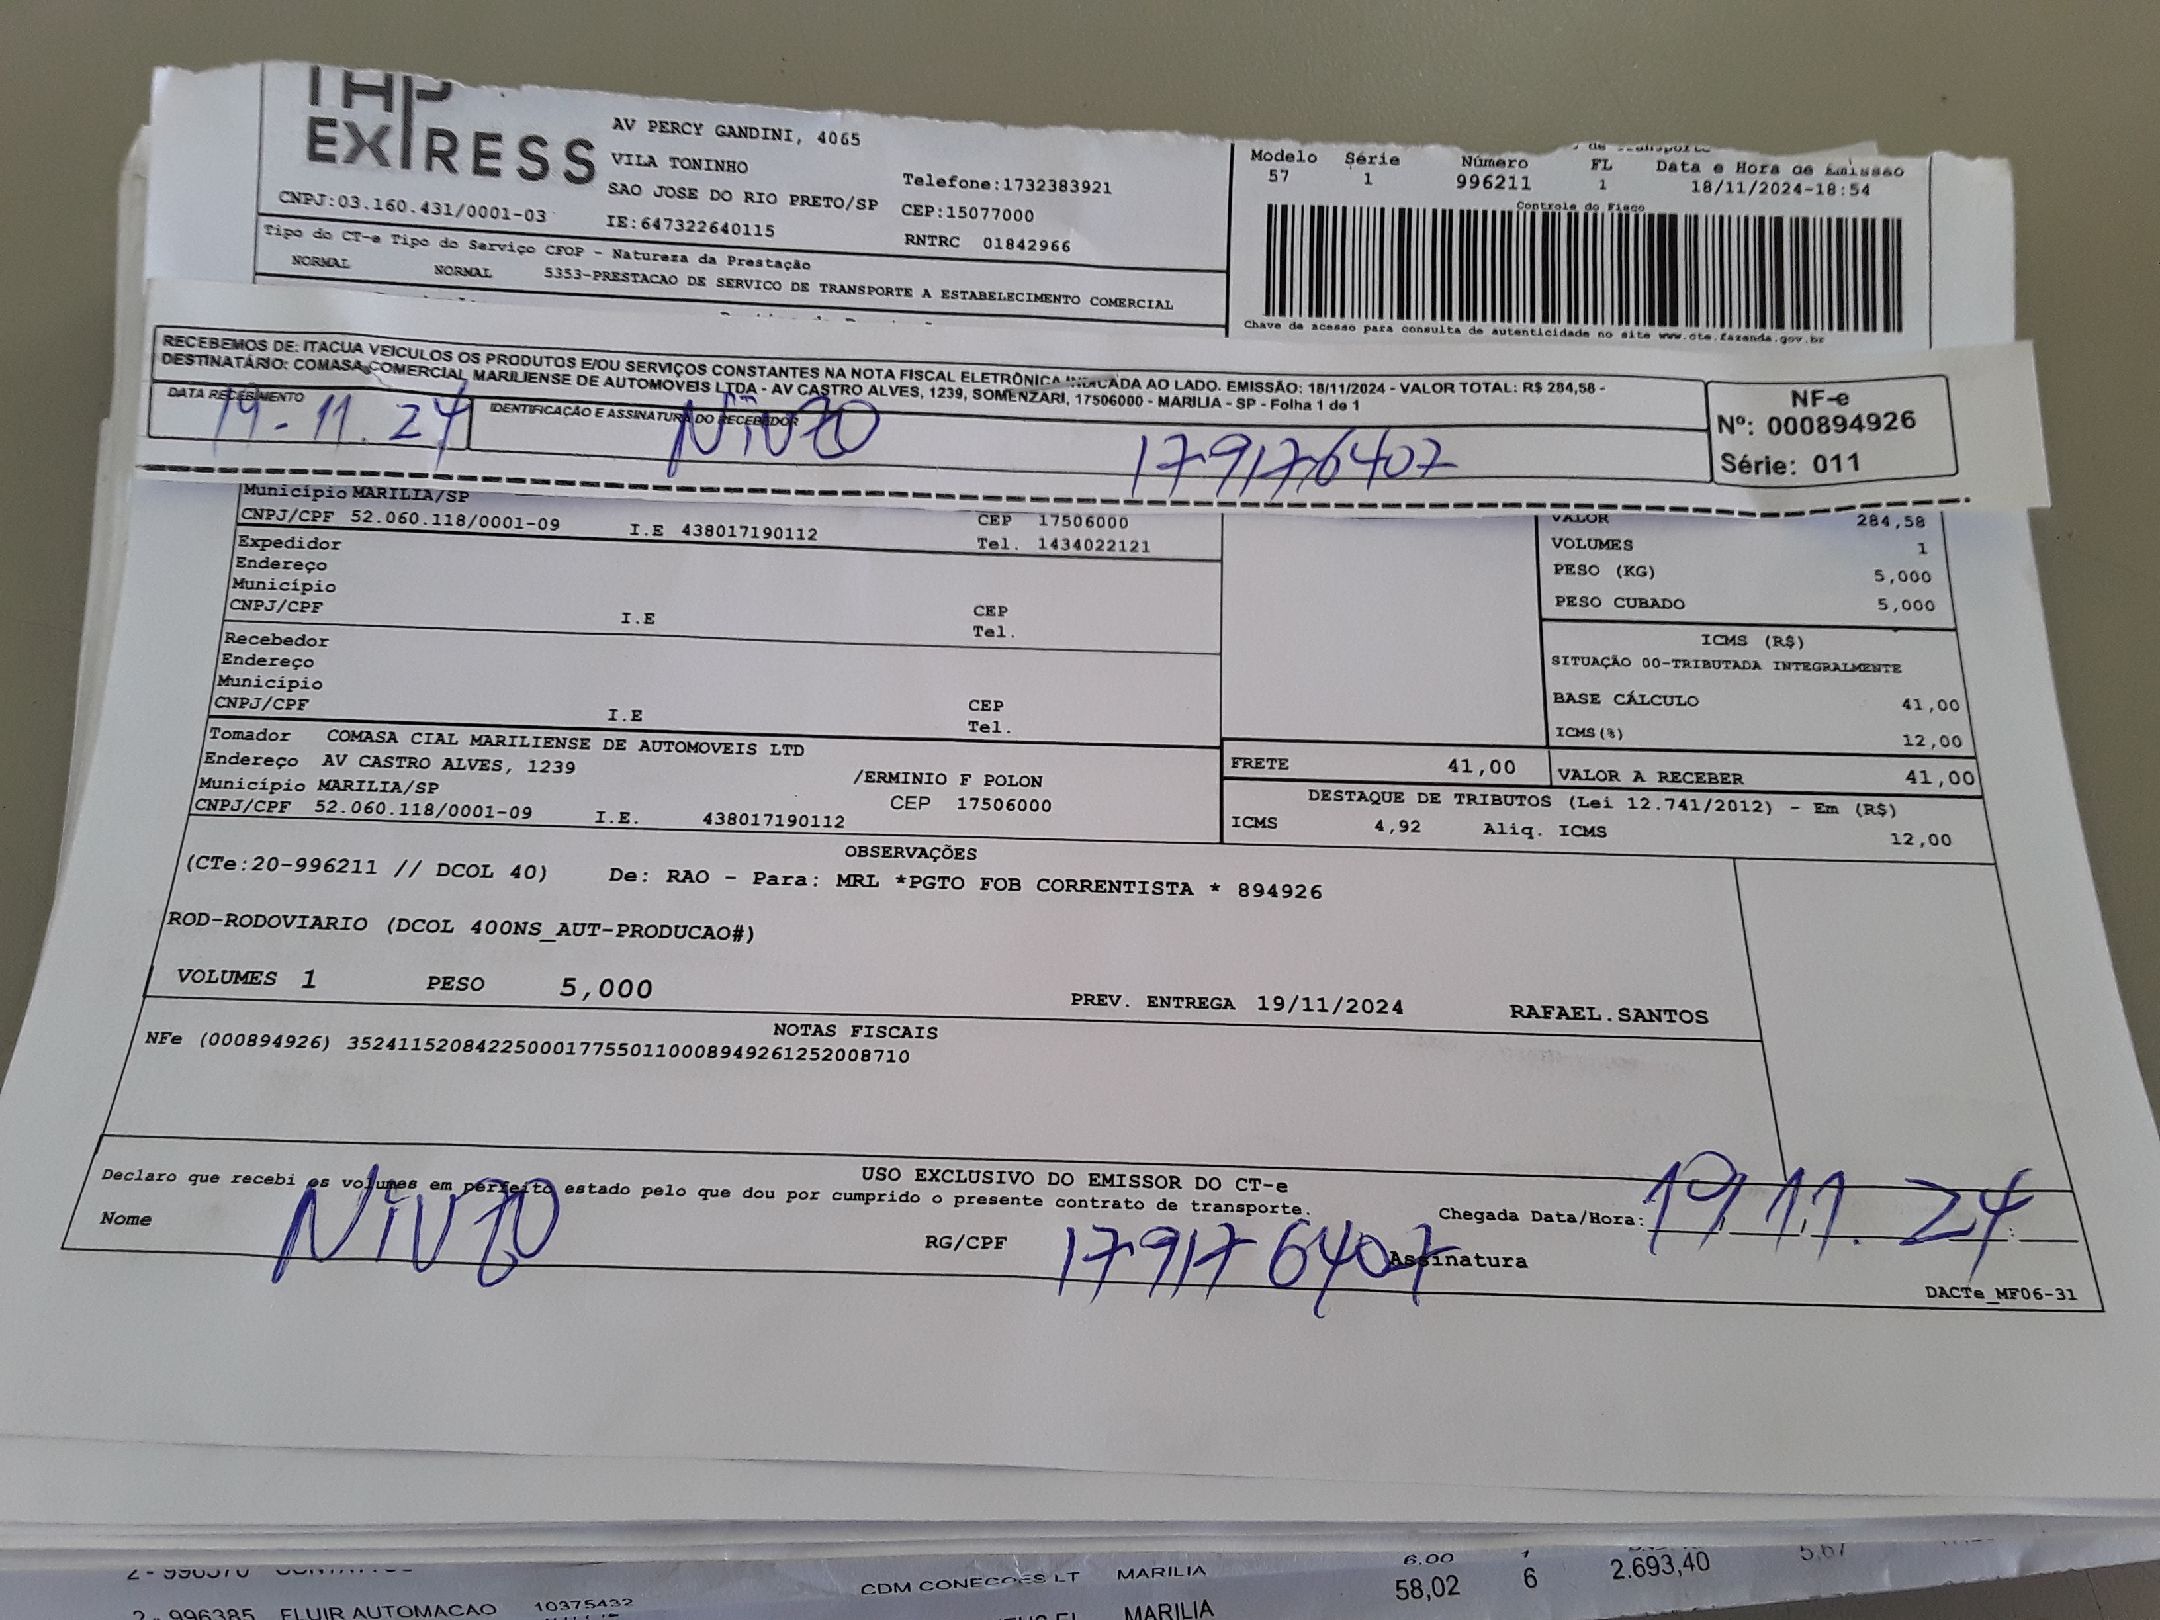 THP
EXPRESS
CNPJ:03.160.431/0001-03
AV PERCY GANDINI, 4065
VILA TONINHO
SAO JOSE DO RIO PRETO/SP
IE:647322640115
Telefone:1732383921
CEP:15077000
RNTRC 01842966
Modelo Série Número FL Data e Hora de Emissão
57 1 996211 1 18/11/2024-18:54
Controle do Fisco
Chave de acesso para consulta de autenticidade no site www.cte.fazenda.gov.br
Tipo do CT-e Tipo do Serviço CFOP - Natureza da Prestação
NORMAL NORMAL 5353-PRESTACAO DE SERVICO DE TRANSPORTE A ESTABELECIMENTO COMERCIAL
RECEBEMOS DE: ITACUA VEICULOS OS PRODUTOS E/OU SERVIÇOS CONSTANTES NA NOTA FISCAL ELETRÔNICA INDICADA AO LADO. EMISSÃO: 18/11/2024 - VALOR TOTAL: R$ 284,58 -
DESTINATÁRIO: COMASA COMERCIAL MARILIENSE DE AUTOMOVEIS LTDA - AV CASTRO ALVES, 1239, SOMENZARI, 17506000 - MARILIA - SP - Folha 1 de 1
DATA RECEBIMENTO
19-11.24
IDENTIFICAÇÃO E ASSINATURA DO RECEBEDOR
179176407
NF-e
Nº: 000894926
Série: 011
Município MARILIA/SP
CNPJ/CPF 52.060.118/0001-09 I.E 438017190112
CEP 17506000
Tel. 1434022121
Expedidor
Endereço
Município
CNPJ/CPF I.E
CEP
Tel.
Recebedor
Endereço
Município
CNPJ/CPF I.E
CEP
Tel.
VALOR 284,58
VOLUMES 1
PESO (KG) 5,000
PESO CUBADO 5,000
ICMS (R$)
SITUAÇÃO 00-TRIBUTADA INTEGRALMENTE
BASE CÁLCULO 41,00
ICMS(%) 12,00
Tomador COMASA CIAL MARILIENSE DE AUTOMOVEIS LTD
Endereço AV CASTRO ALVES, 1239 /ERMINIO F POLON
Município MARILIA/SP CEP 17506000
CNPJ/CPF 52.060.118/0001-09 I.E. 438017190112
FRETE 41,00 VALOR A RECEBER 41,00
DESTAQUE DE TRIBUTOS (Lei 12.741/2012) - Em (R$)
ICMS 4,92 Aliq. ICMS 12,00
OBSERVAÇÕES
(CTe:20-996211 // DCOL 40) De: RAO - Para: MRL *PGTO FOB CORRENTISTA * 894926
ROD-RODOVIARIO (DCOL 400NS_AUT-PRODUCAO#)
VOLUMES 1 PESO 5,000 PREV. ENTREGA 19/11/2024 RAFAEL.SANTOS
NOTAS FISCAIS
NFe (000894926) 35241152084225000177550110008949261252008710
USO EXCLUSIVO DO EMISSOR DO CT-e
Declaro que recebi os volumes em perfeito estado pelo que dou por cumprido o presente contrato de transporte.
Nome
RG/CPF 179176407
Chegada Data/Hora: 19.11.24
Assinatura
DACTe_MF06-31
CDM CONECCOES LT MARILIA 6,00 1
58,02 6 2.693,40 5,67
2 - 996385 FLUIR AUTOMACAO 10375432 MARILIA